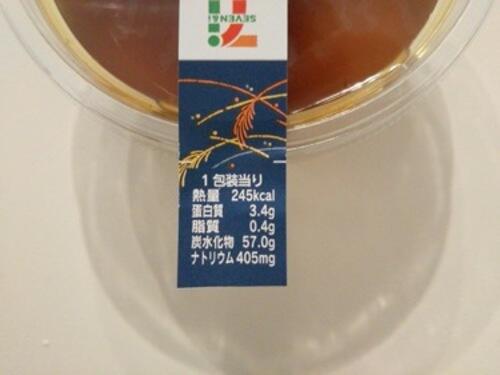 SEVEN&i
1包装当り
熱量 245kcal
蛋白質 3.4g
脂質 0.4g
炭水化物 57.0g
ナトリウム 405mg